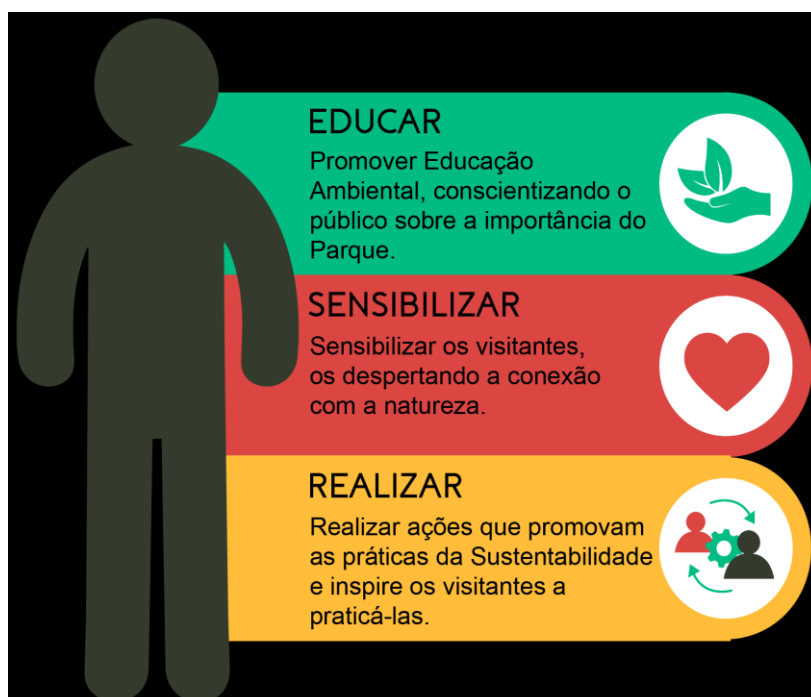 EDUCAR
Promover Educação
Ambiental, conscientizando o
público sobre a importância do
Parque.
SENSIBILIZAR
Sensibilizar os visitantes,
os despertando a conexão
com a natureza.
REALIZAR
Realizar ações que promovam
as práticas da Sustentabilidade
e inspire os visitantes a
praticá-las.